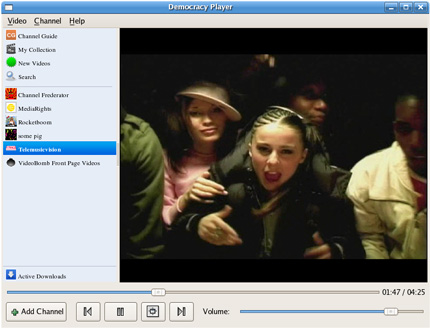 Democracy Player
Video Channel Help
Channel Guide
My Collection
New Videos
Search
Channel Frederator
MediaRights
Rocketboom
some pig
Telemusicvision
VideoBomb Front Page Videos
Active Downloads
01:47 / 04:25
Add Channel
Volume: